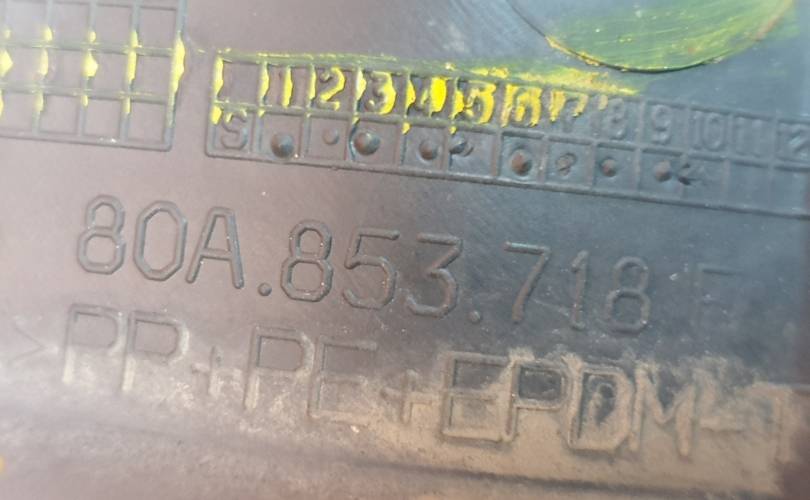 1 2 3 4 5 6 7 8 9 10 11 12
S
80A.853.718 F
>PP+PE+EPDM-T